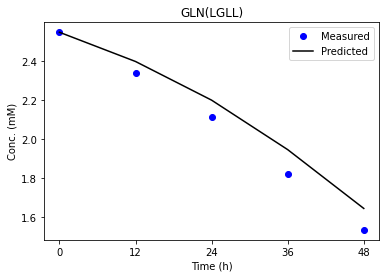 GLN(LGLL)
Measured
Predicted
Conc. (mM)
2.4
2.2
2.0
1.8
1.6
0 12 24 36 48
Time (h)